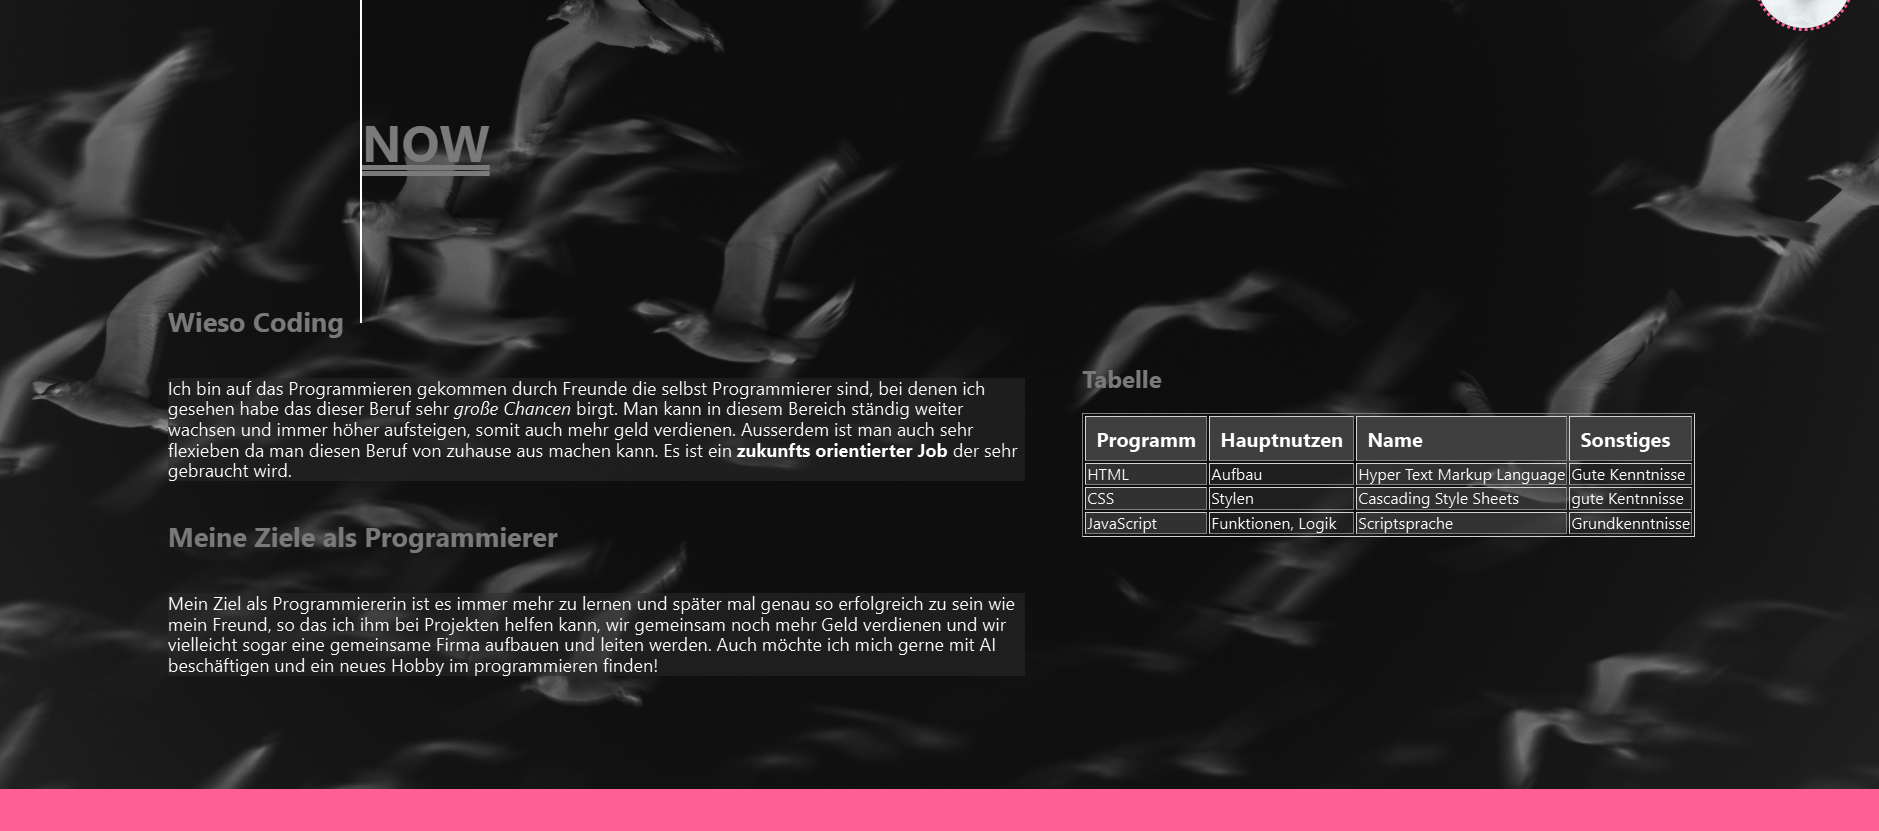 NOW
Wieso Coding
Ich bin auf das Programmieren gekommen durch Freunde die selbst Programmierer sind, bei denen ich
gesehen habe das dieser Beruf sehr große Chancen birgt. Man kann in diesem Bereich ständig weiter
wachsen und immer höher aufsteigen, somit auch mehr geld verdienen. Ausserdem ist man auch sehr
flexieben da man diesen Beruf von zuhause aus machen kann. Es ist ein zukunfts orientierter Job der sehr
gebraucht wird.
Meine Ziele als Programmierer
Mein Ziel als Programmiererin ist es immer mehr zu lernen und später mal genau so erfolgreich zu sein wie
mein Freund, so das ich ihm bei Projekten helfen kann, wir gemeinsam noch mehr Geld verdienen und wir
vielleicht sogar eine gemeinsame Firma aufbauen und leiten werden. Auch möchte ich mich gerne mit AI
beschäftigen und ein neues Hobby im programmieren finden!
Tabelle
Programm Hauptnutzen Name Sonstiges
HTML Aufbau Hyper Text Markup Language Gute Kenntnisse
CSS Stylen Cascading Style Sheets gute Kentnnisse
JavaScript Funktionen, Logik Scriptsprache Grundkenntnisse